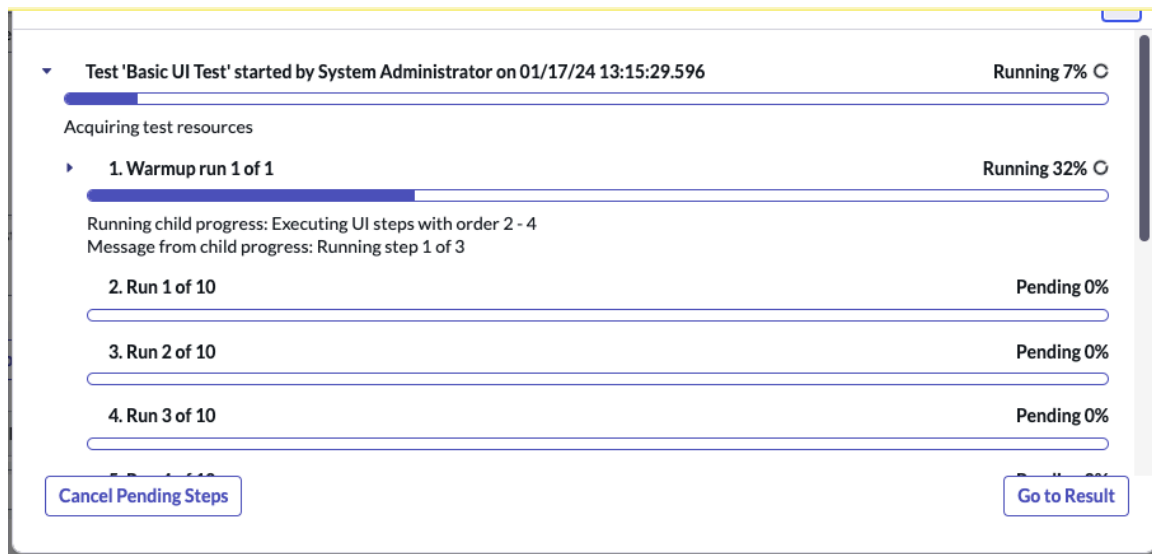 Test 'Basic UI Test' started by System Administrator on 01/17/24 13:15:29.596 Running 7%
Acquiring test resources
1. Warmup run 1 of 1 Running 32%
Running child progress: Executing UI steps with order 2 - 4
Message from child progress: Running step 1 of 3
2. Run 1 of 10 Pending 0%
3. Run 2 of 10 Pending 0%
4. Run 3 of 10 Pending 0%
Cancel Pending Steps Go to Result